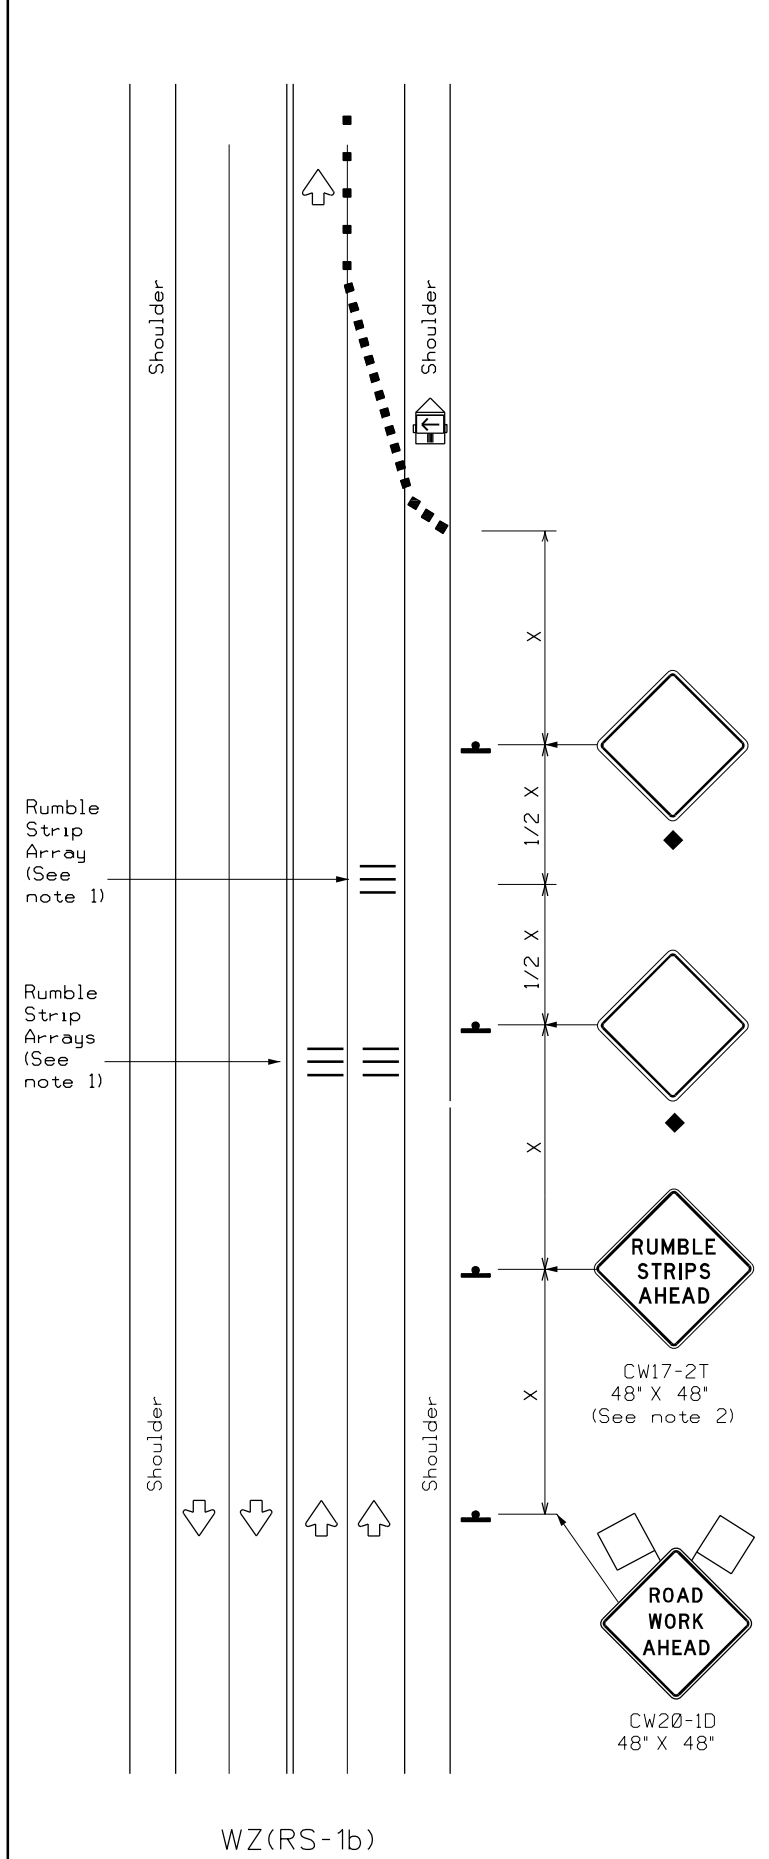 Shoulder
Shoulder
X
1/2 X
Rumble
Strip
Array
(See
note 1)
1/2 X
Rumble
Strip
Arrays
(See
note 1)
X
RUMBLE
STRIPS
AHEAD
CW17-2T
48" X 48"
(See note 2)
X
Shoulder
Shoulder
ROAD
WORK
AHEAD
CW20-1D
48" X 48"
WZ(RS-1b)